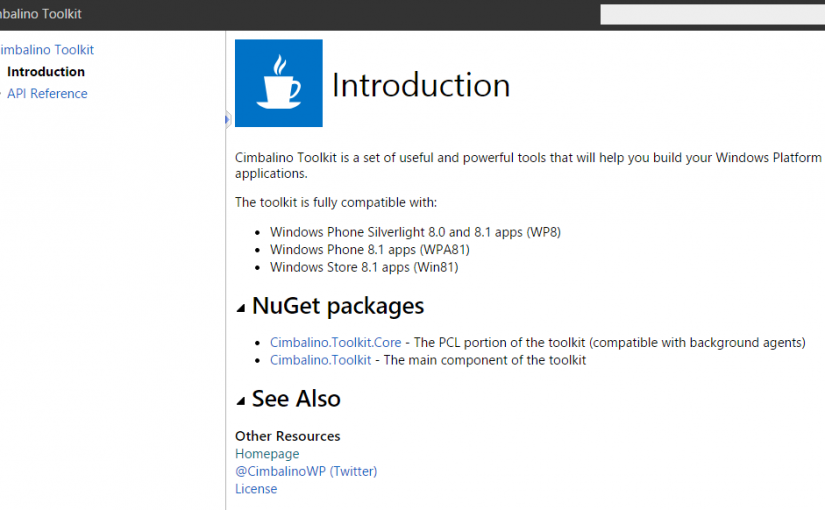 mbalino Toolkit
imbalino Toolkit
Introduction
API Reference
Introduction
Cimbalino Toolkit is a set of useful and powerful tools that will help you build your Windows Platform
applications.
The toolkit is fully compatible with:
Windows Phone Silverlight 8.0 and 8.1 apps (WP8)
Windows Phone 8.1 apps (WPA81)
Windows Store 8.1 apps (Win81)
NuGet packages
Cimbalino.Toolkit.Core - The PCL portion of the toolkit (compatible with background agents)
Cimbalino.Toolkit - The main component of the toolkit
See Also
Other Resources
Homepage
@CimbalinoWP (Twitter)
License